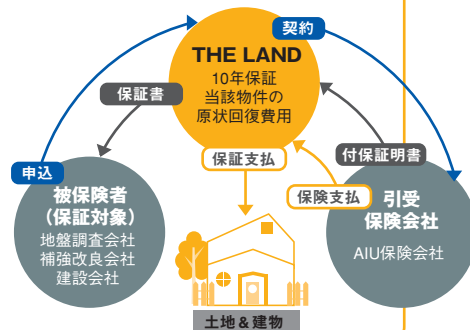 契約
THE LAND
10年保証
当該物件の
原状回復費用
保証書
保証支払
付保証明書
保険支払
申込
被保険者
（保証対象）
地盤調査会社
補強改良会社
建設会社
引受
保険会社
AIU保険会社
土地＆建物